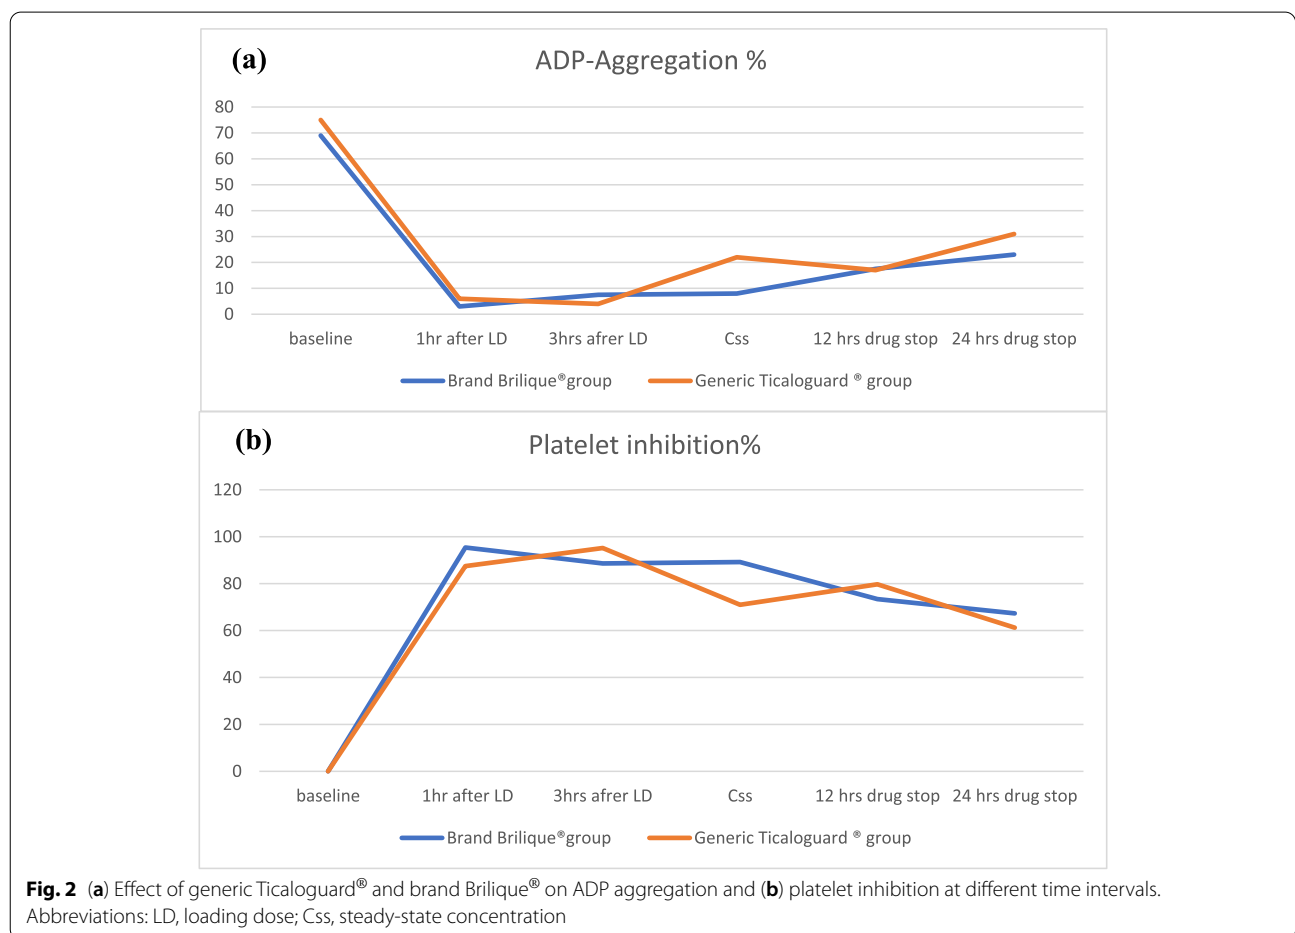 (a)
ADP-Aggregation %
80
70
60
50
40
30
20
10
0
baseline 1hr after LD 3hrs afrer LD Css 12 hrs drug stop 24 hrs drug stop
Brand Brilique®group Generic Ticaloguard ® group
(b)
Platelet inhibition%
120
100
80
60
40
20
0
baseline 1hr after LD 3hrs afrer LD Css 12 hrs drug stop 24 hrs drug stop
Brand Brilique®group Generic Ticaloguard ® group
Fig. 2 (a) Effect of generic Ticaloguard® and brand Brilique® on ADP aggregation and (b) platelet inhibition at different time intervals.
Abbreviations: LD, loading dose; Css, steady-state concentration